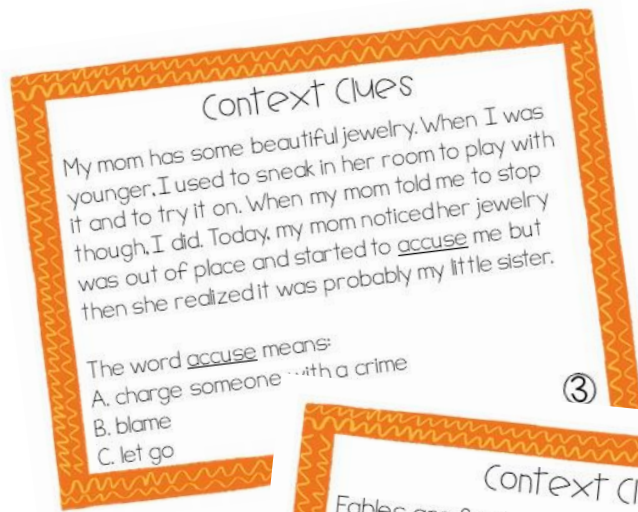 Context Clues
My mom has some beautiful jewelry. When I was
younger, I used to sneak in her room to play with
it and to try it on. When my mom told me to stop
though, I did. Today, my mom noticed her jewelry
was out of place and started to accuse me but
then she realized it was probably my little sister.
The word accuse means:
A. charge someone with a crime
B. blame
C. let go
3
Context
Fables are